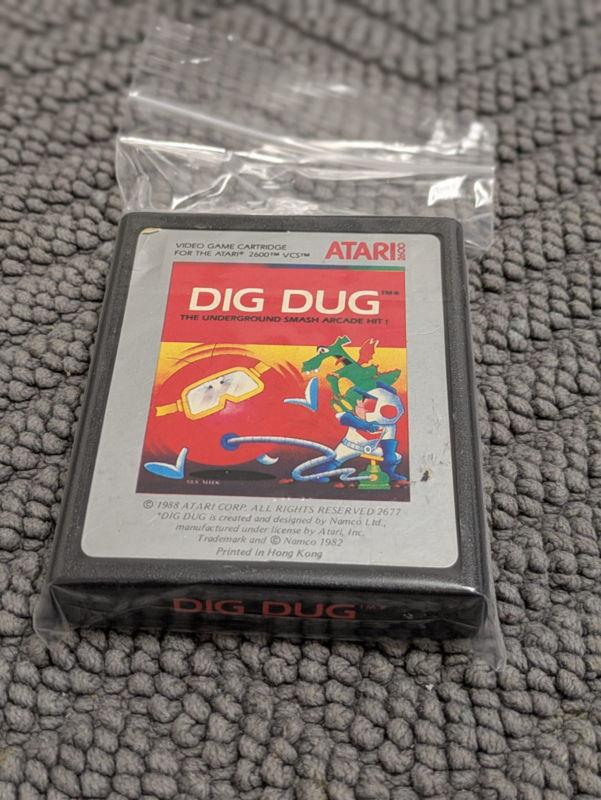 VIDEO GAME CARTRIDGE
FOR THE ATARI® 2600™ VCS™
ATARI 2600
DIG DUG™®
THE UNDERGROUND SMASH ARCADE HIT!
© 1988 ATARI CORP. ALL RIGHTS RESERVED 2677
*DIG DUG is created and designed by Namco Ltd.,
manufactured under license by Atari, Inc.
Trademark and © Namco 1982
Printed in Hong Kong
DIG DUG™®